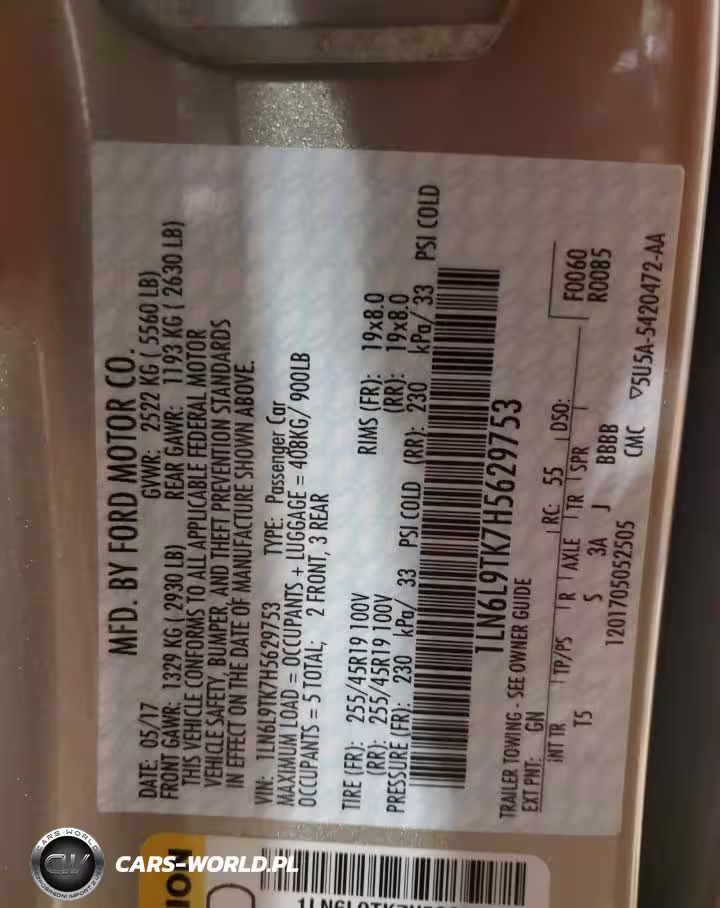 MFD. BY FORD MOTOR CO.
DATE: 05/17 GVWR: 2522 KG ( 5560 LB)
FRONT GAWR: 1329 KG ( 2930 LB) REAR GAWR: 1193 KG ( 2630 LB)
THIS VEHICLE CONFORMS TO ALL APPLICABLE FEDERAL MOTOR
VEHICLE SAFETY, BUMPER, AND THEFT PREVENTION STANDARDS
IN EFFECT ON THE DATE OF MANUFACTURE SHOWN ABOVE.
VIN: 1LN6L9TK7H5629753 TYPE: Passenger Car
MAXIMUM LOAD = OCCUPANTS + LUGGAGE = 408KG/ 900LB
OCCUPANTS = 5 TOTAL; 2 FRONT, 3 REAR
TIRE (FR): 255/45R19 100V RIMS (FR): 19x8.0
(RR): 255/45R19 100V (RR): 19x8.0
PRESSURE (FR): 230 kPa/ 33 PSI COLD (RR): 230 kPa/ 33 PSI COLD
1LN6L9TK7H5629753
TRAILER TOWING - SEE OWNER GUIDE
EXT PNT: GN RC: 55 DSO: F0060
INT TR TP/PS R AXLE TR SPR R0085
T5 S 3A J BBBB
1201705052505 CMC ▽5U5A-5420472-AA
CARS-WORLD
CW
CARS-WORLD.PL